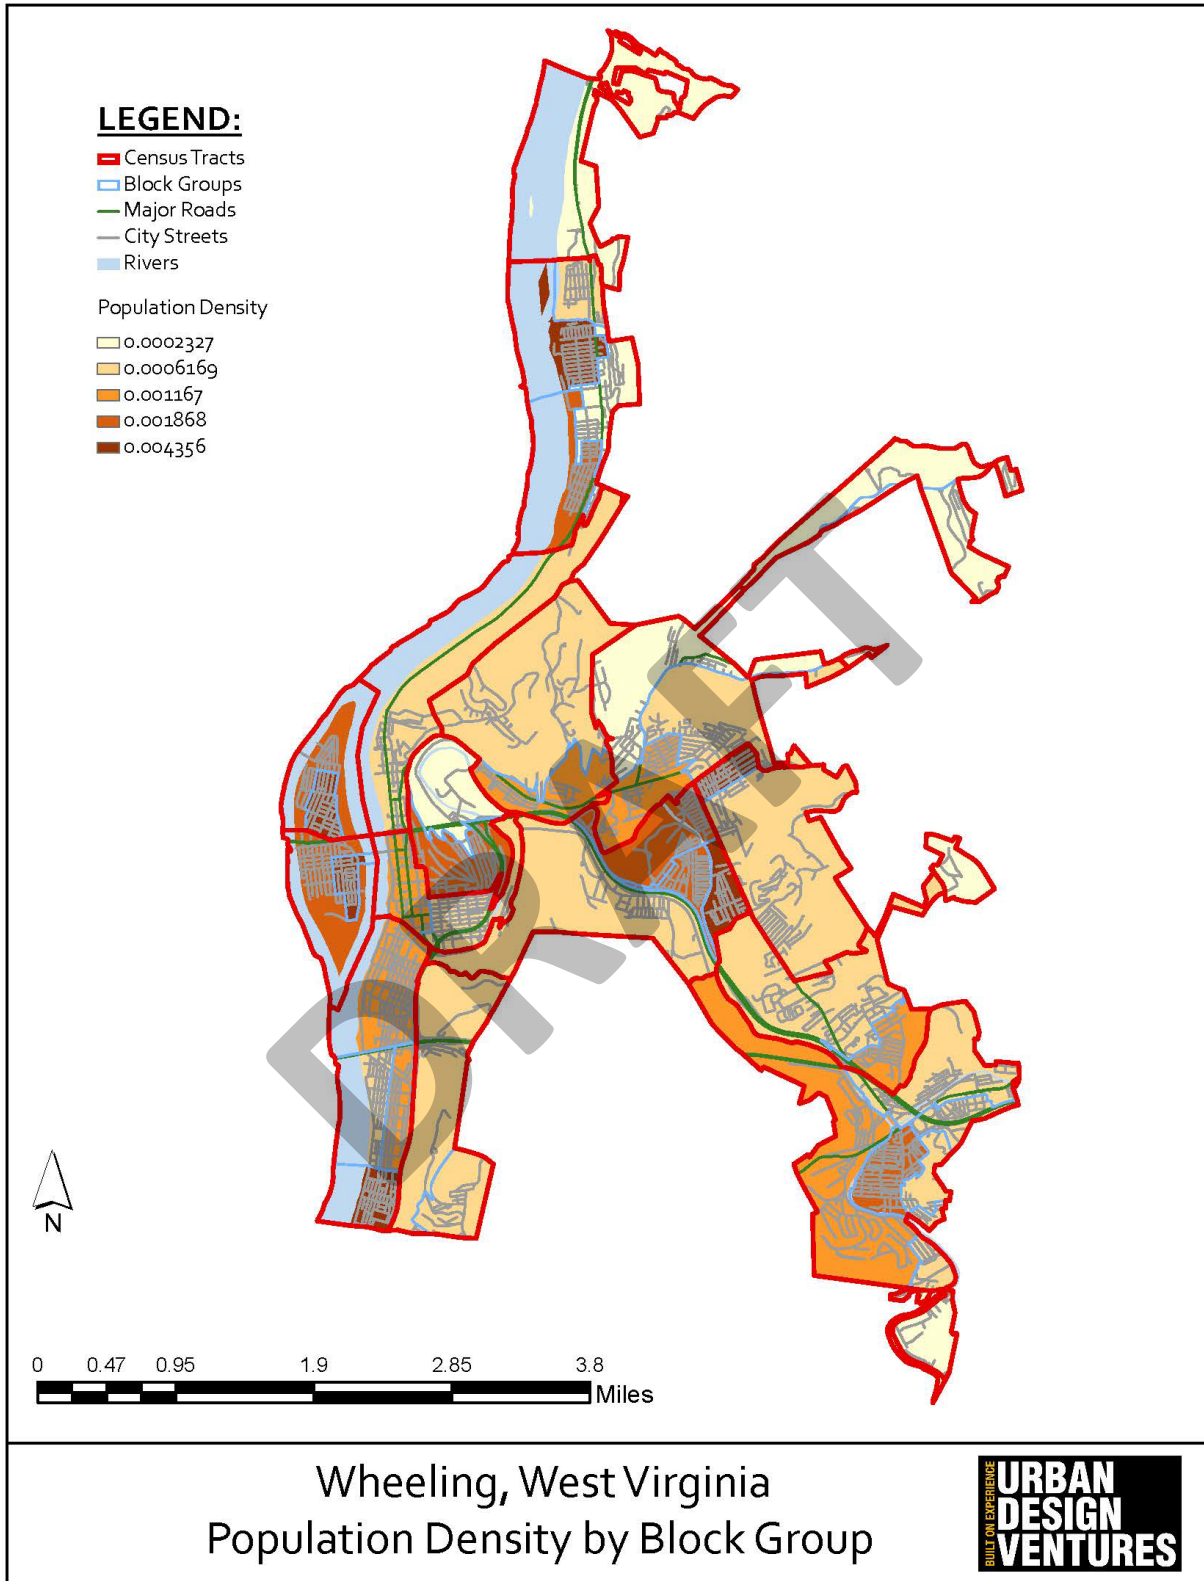 LEGEND:
Census Tracts
Block Groups
Major Roads
City Streets
Rivers
Population Density
0.0002327
0.0006169
0.001167
0.001868
0.004356
DRAFT
N
0 0.47 0.95 1.9 2.85 3.8
Miles
Wheeling, West Virginia
Population Density by Block Group
BUILT ON EXPERIENCE
URBAN
DESIGN
VENTURES